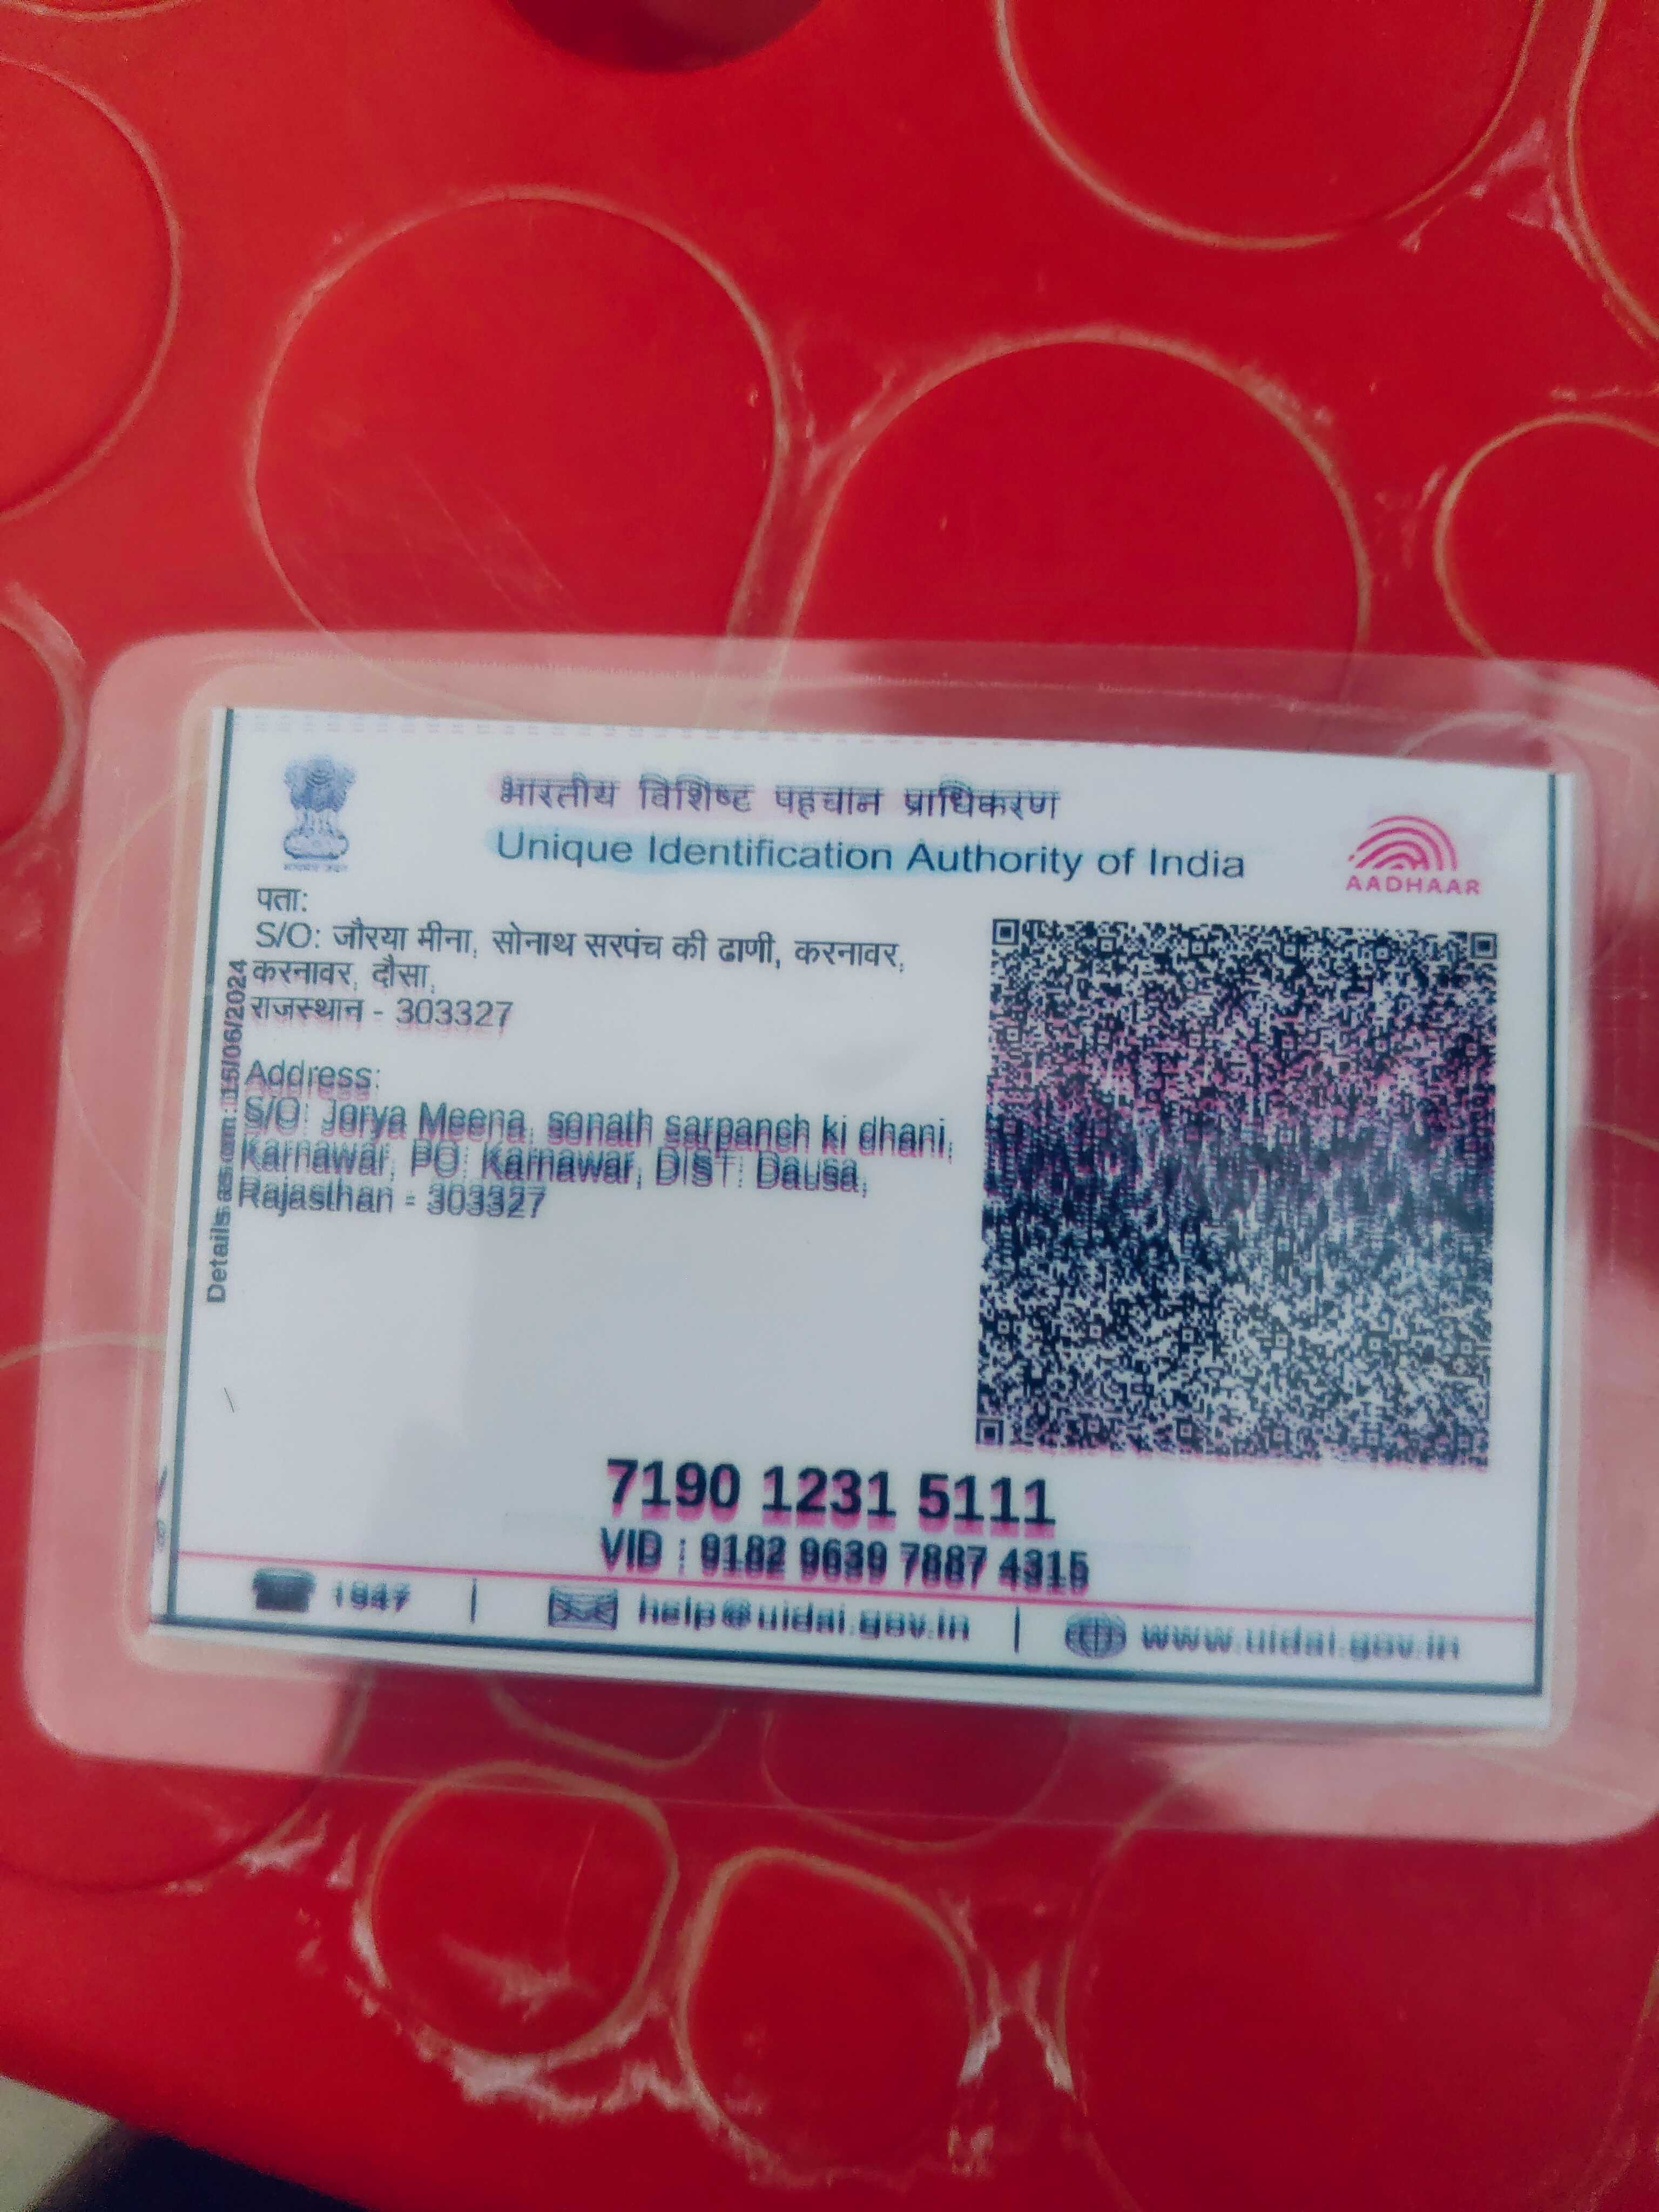 भारतीय विशिष्ट पहचान प्राधिकरण
Unique Identification Authority of India
AADHAAR
पता:
S/O: जौरया मीना, सोनाथ सरपंच की ढाणी, करनावर,
करनावर, दौसा,
राजस्थान - 303327
Address:
S/O: Jorya Meena, sonath sarpanch ki dhani,
Karnawar, PO: Karnawar, DIST: Dausa,
Rajasthan - 303327
Details as on: 15/06/2024
7190 1231 5111
VID : 9182 9639 7887 4315
1947 | help@uidai.gov.in | www.uidai.gov.in